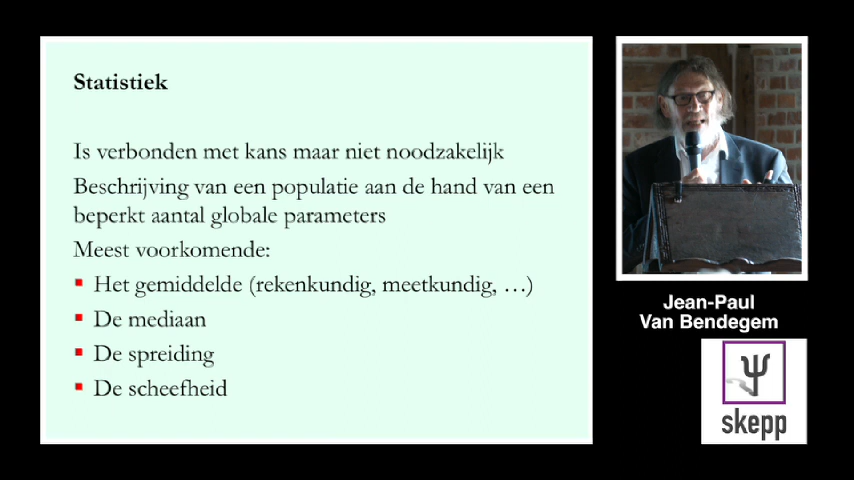 Statistiek
Is verbonden met kans maar niet noodzakelijk
Beschrijving van een populatie aan de hand van een
beperkt aantal globale parameters
Meest voorkomende:
▪ Het gemiddelde (rekenkundig, meetkundig, …)
▪ De mediaan
▪ De spreiding
▪ De scheefheid
Jean-Paul
Van Bendegem
Ψ
skepp